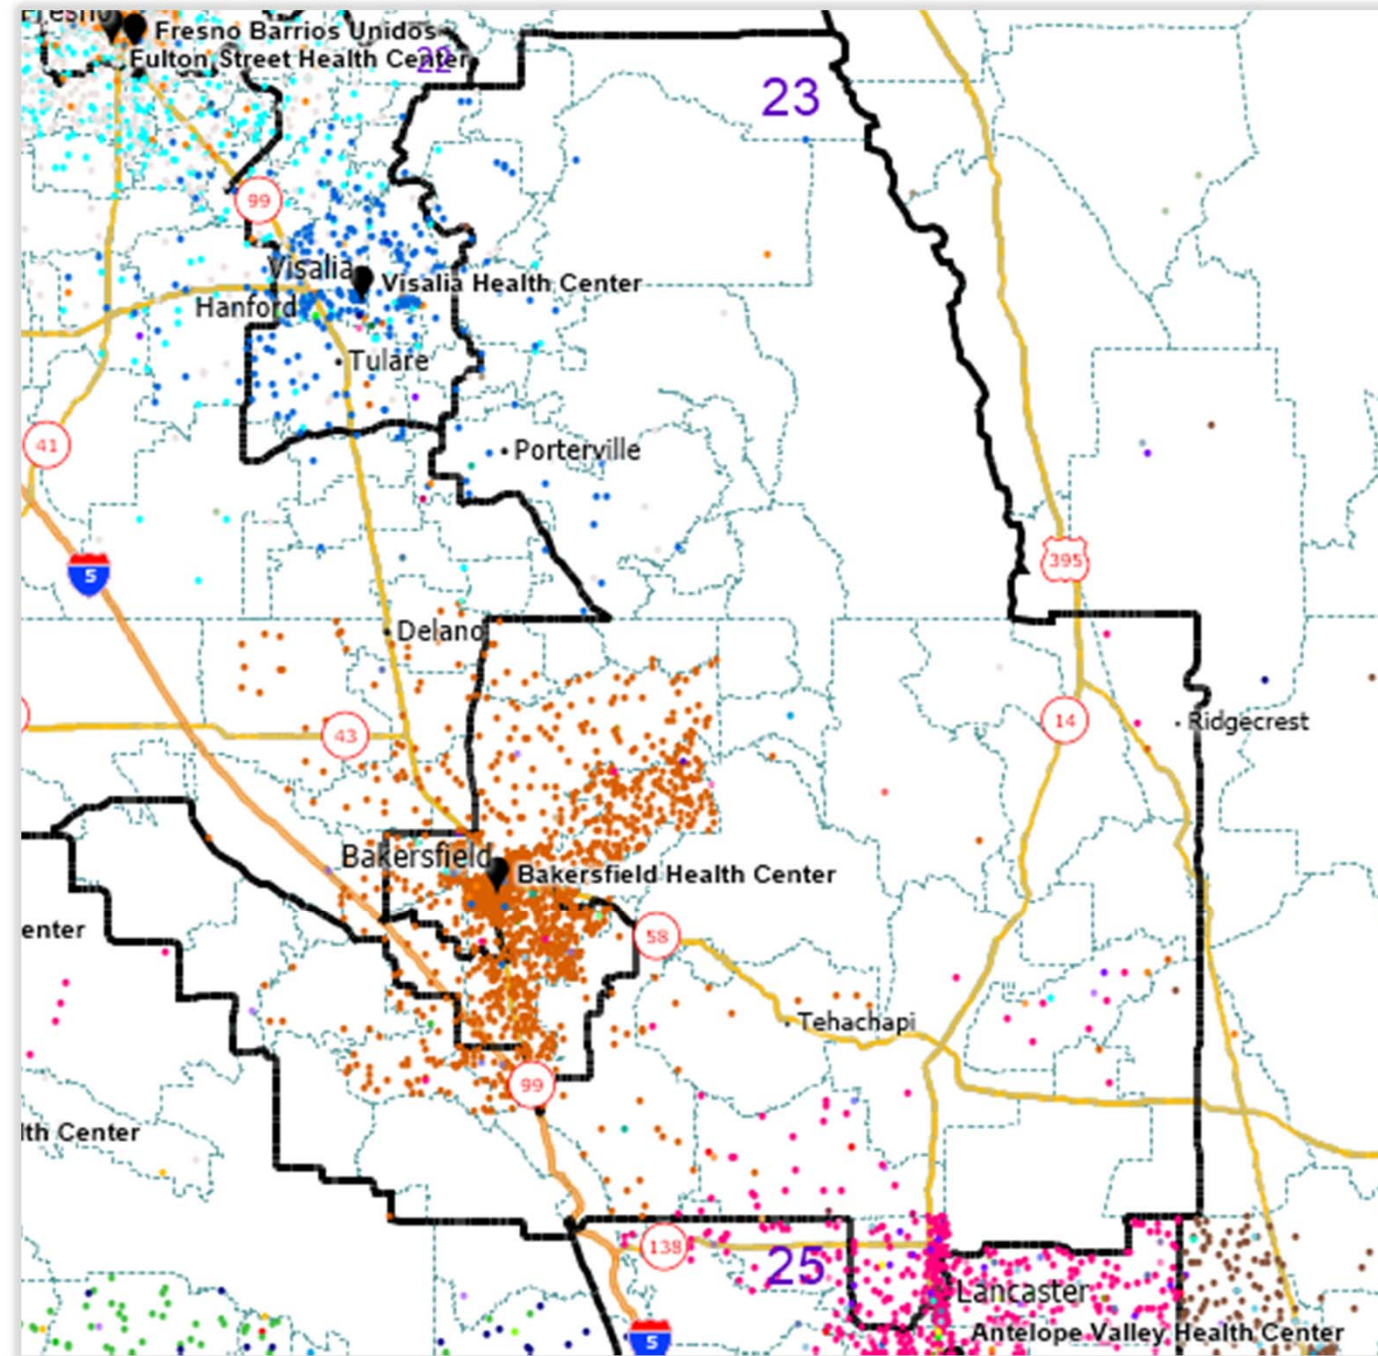 Fresno
Fresno Barrios Unidos
22
Fulton Street Health Center
23
99
Visalia
Visalia Health Center
Hanford
Tulare
41
Porterville
395
5
Delano
14
Ridgecrest
43
Bakersfield
Bakersfield Health Center
enter
58
Tehachapi
99
lth Center
138
25
Lancaster
5
Antelope Valley Health Center